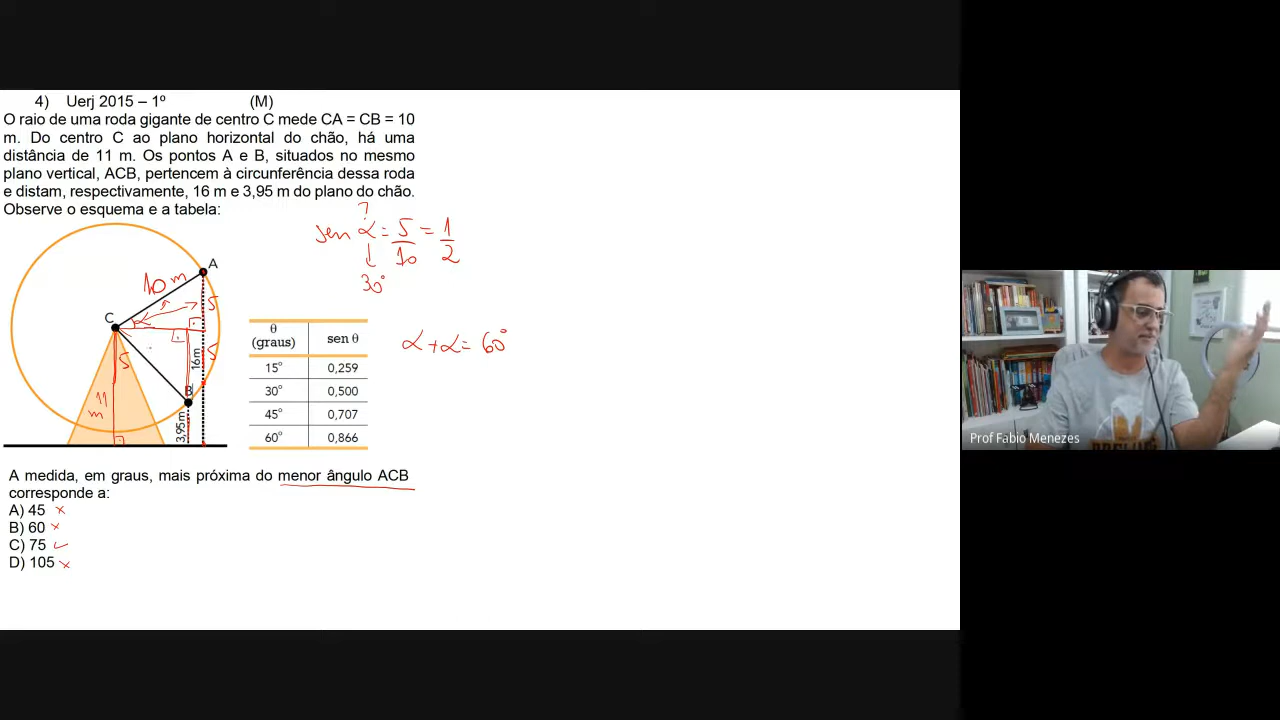 4) Uerj 2015 – 1º (M)
O raio de uma roda gigante de centro C mede CA = CB = 10
m. Do centro C ao plano horizontal do chão, há uma
distância de 11 m. Os pontos A e B, situados no mesmo
plano vertical, ACB, pertencem à circunferência dessa roda
e distam, respectivamente, 16 m e 3,95 m do plano do chão.
Observe o esquema e a tabela:
?
sen α = 5/10 = 1/2
30°
A
10 m
5
α
C
5
5
16m
11
m
B
3,95m
θ
(graus) sen θ
15° 0,259
30° 0,500
45° 0,707
60° 0,866
α + α = 60°
A medida, em graus, mais próxima do menor ângulo ACB
corresponde a:
A) 45 x
B) 60 x
C) 75 ✓
D) 105 x
Prof Fabio Menezes